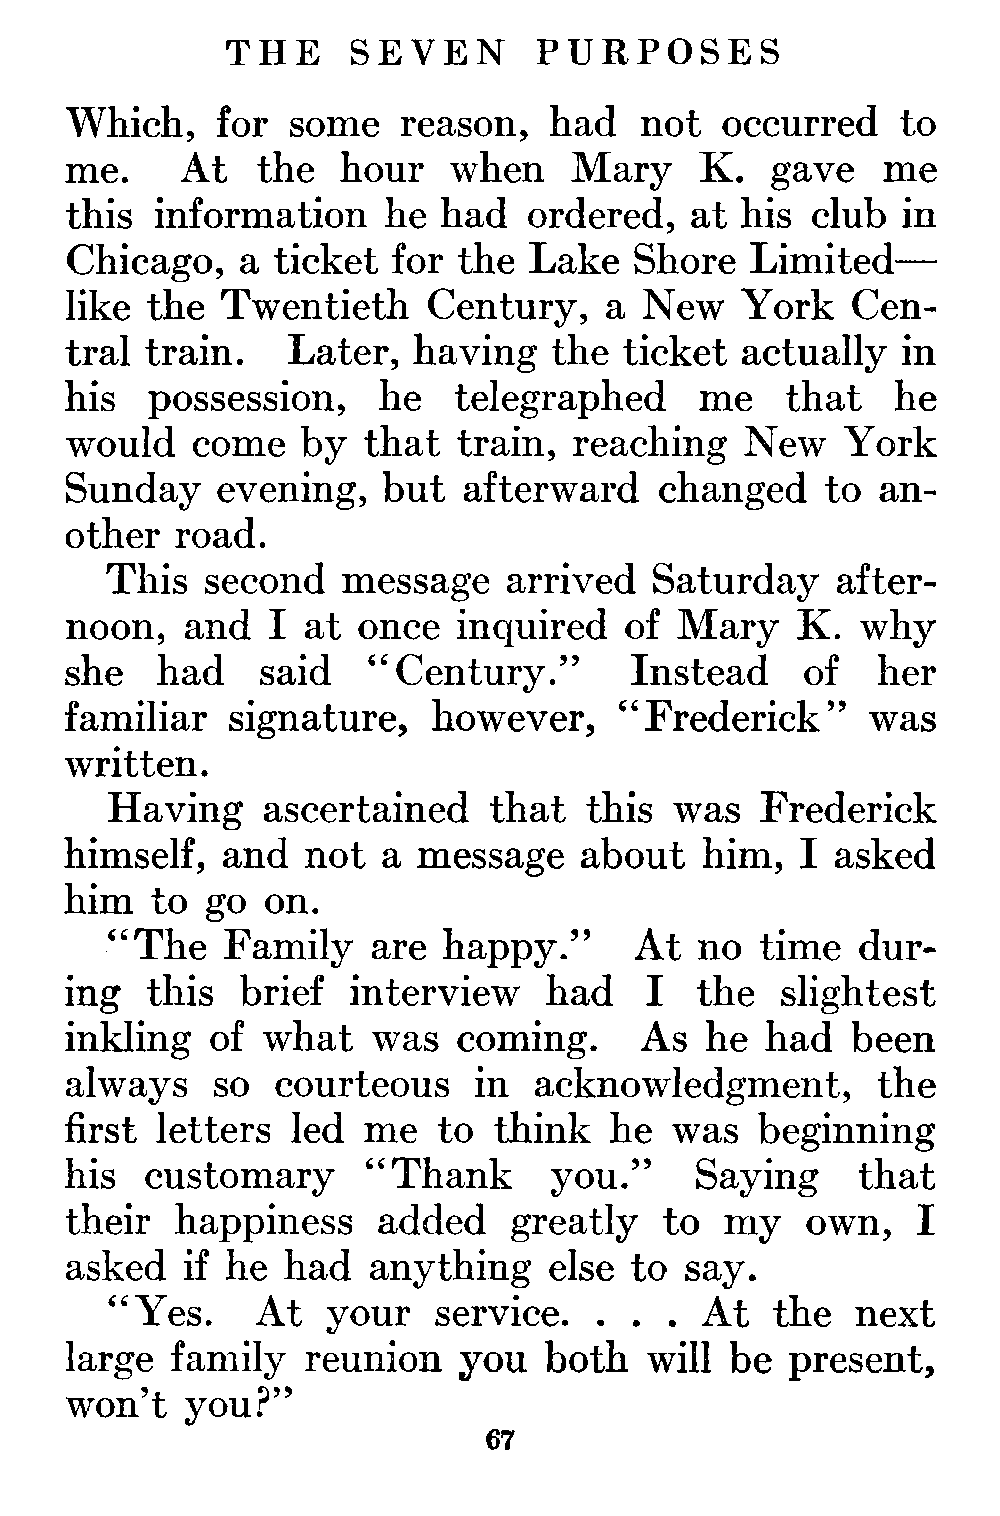 THE SEVEN PURPOSES
Which, for some reason, had not occurred to
me. At the hour when Mary K. gave me
this information he had ordered, at his club in
Chicago, a ticket for the Lake Shore Limited—
like the Twentieth Century, a New York Cen-
tral train. Later, having the ticket actually in
his possession, he telegraphed me that he
would come by that train, reaching New York
Sunday evening, but afterward changed to an-
other road.
This second message arrived Saturday after-
noon, and I at once inquired of Mary K. why
she had said “Century.” Instead of her
familiar signature, however, “Frederick” was
written.
Having ascertained that this was Frederick
himself, and not a message about him, I asked
him to go on.
“The Family are happy.” At no time dur-
ing this brief interview had I the slightest
inkling of what was coming. As he had been
always so courteous in acknowledgment, the
first letters led me to think he was beginning
his customary “Thank you.” Saying that
their happiness added greatly to my own, I
asked if he had anything else to say.
“Yes. At your service. . . . At the next
large family reunion you both will be present,
won’t you?”
67